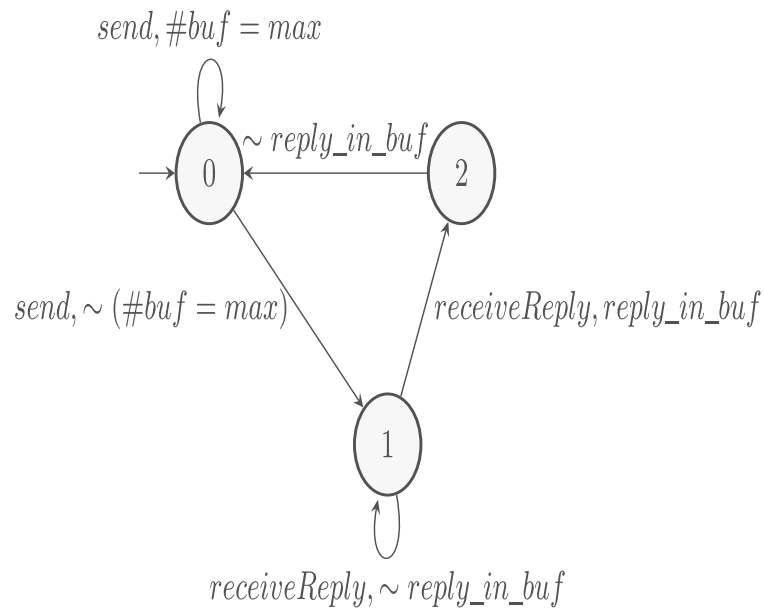 send, #buf = max
∼ reply_in_buf
0
2
send, ∼ (#buf = max)
receiveReply, reply_in_buf
1
receiveReply, ∼ reply_in_buf